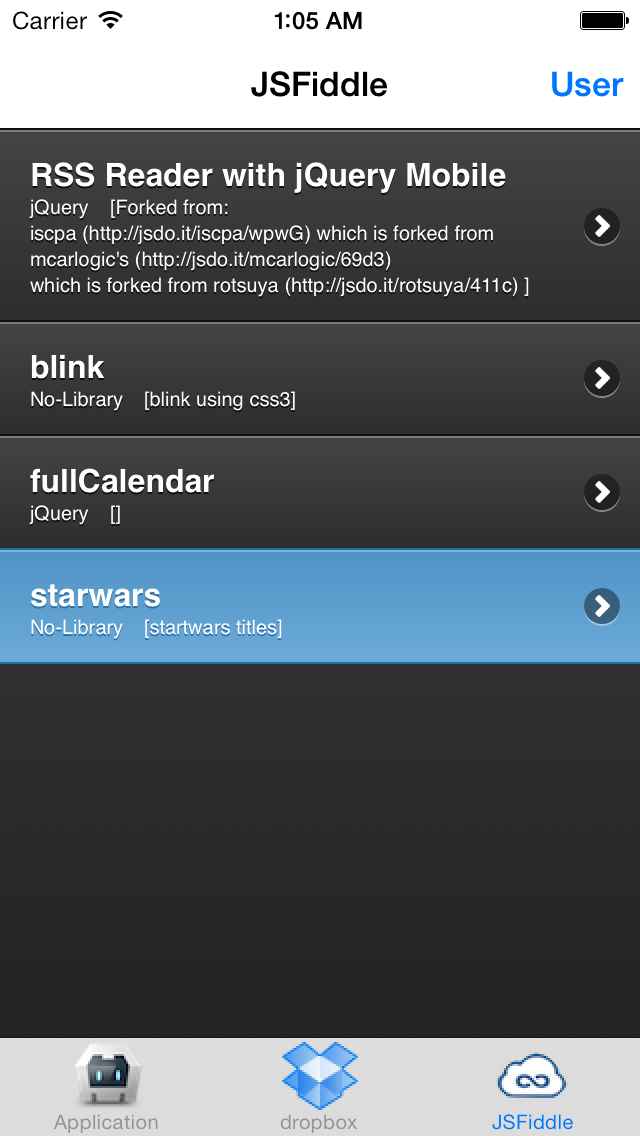 Carrier 1:05 AM
JSFiddle User
RSS Reader with jQuery Mobile
jQuery [Forked from:
iscpa (http://jsdo.it/iscpa/wpwG) which is forked from
mcarlogic's (http://jsdo.it/mcarlogic/69d3)
which is forked from rotsuya (http://jsdo.it/rotsuya/411c) ]
blink
No-Library [blink using css3]
fullCalendar
jQuery []
starwars
No-Library [startwars titles]
Application dropbox JSFiddle